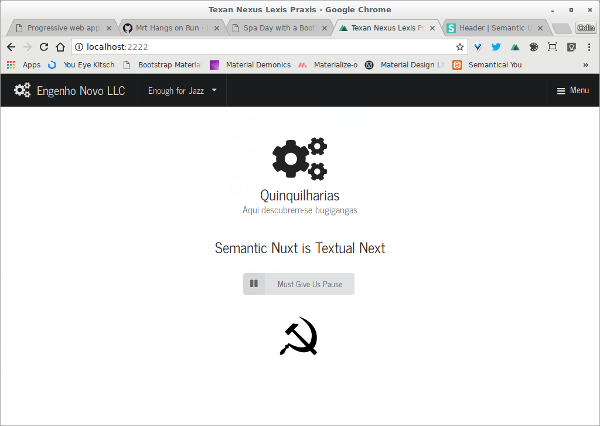 Texan Nexus Lexis Praxis - Google Chrome
Progressive web app
Mrt Hangs on Run
Spa Day with a Boot
Texan Nexus Lexis P
Header | Semantic
Colin
localhost:2222
Apps
You Eye Kitsch
Bootstrap Materia
Material Demonics
Materialize-o
Material Design Li
Semantical You
»
Engenho Novo LLC
Enough for Jazz
Menu
Quinquilharias
Aqui descubrem-se bugigangas
Semantic Nuxt is Textual Next
Must Give Us Pause